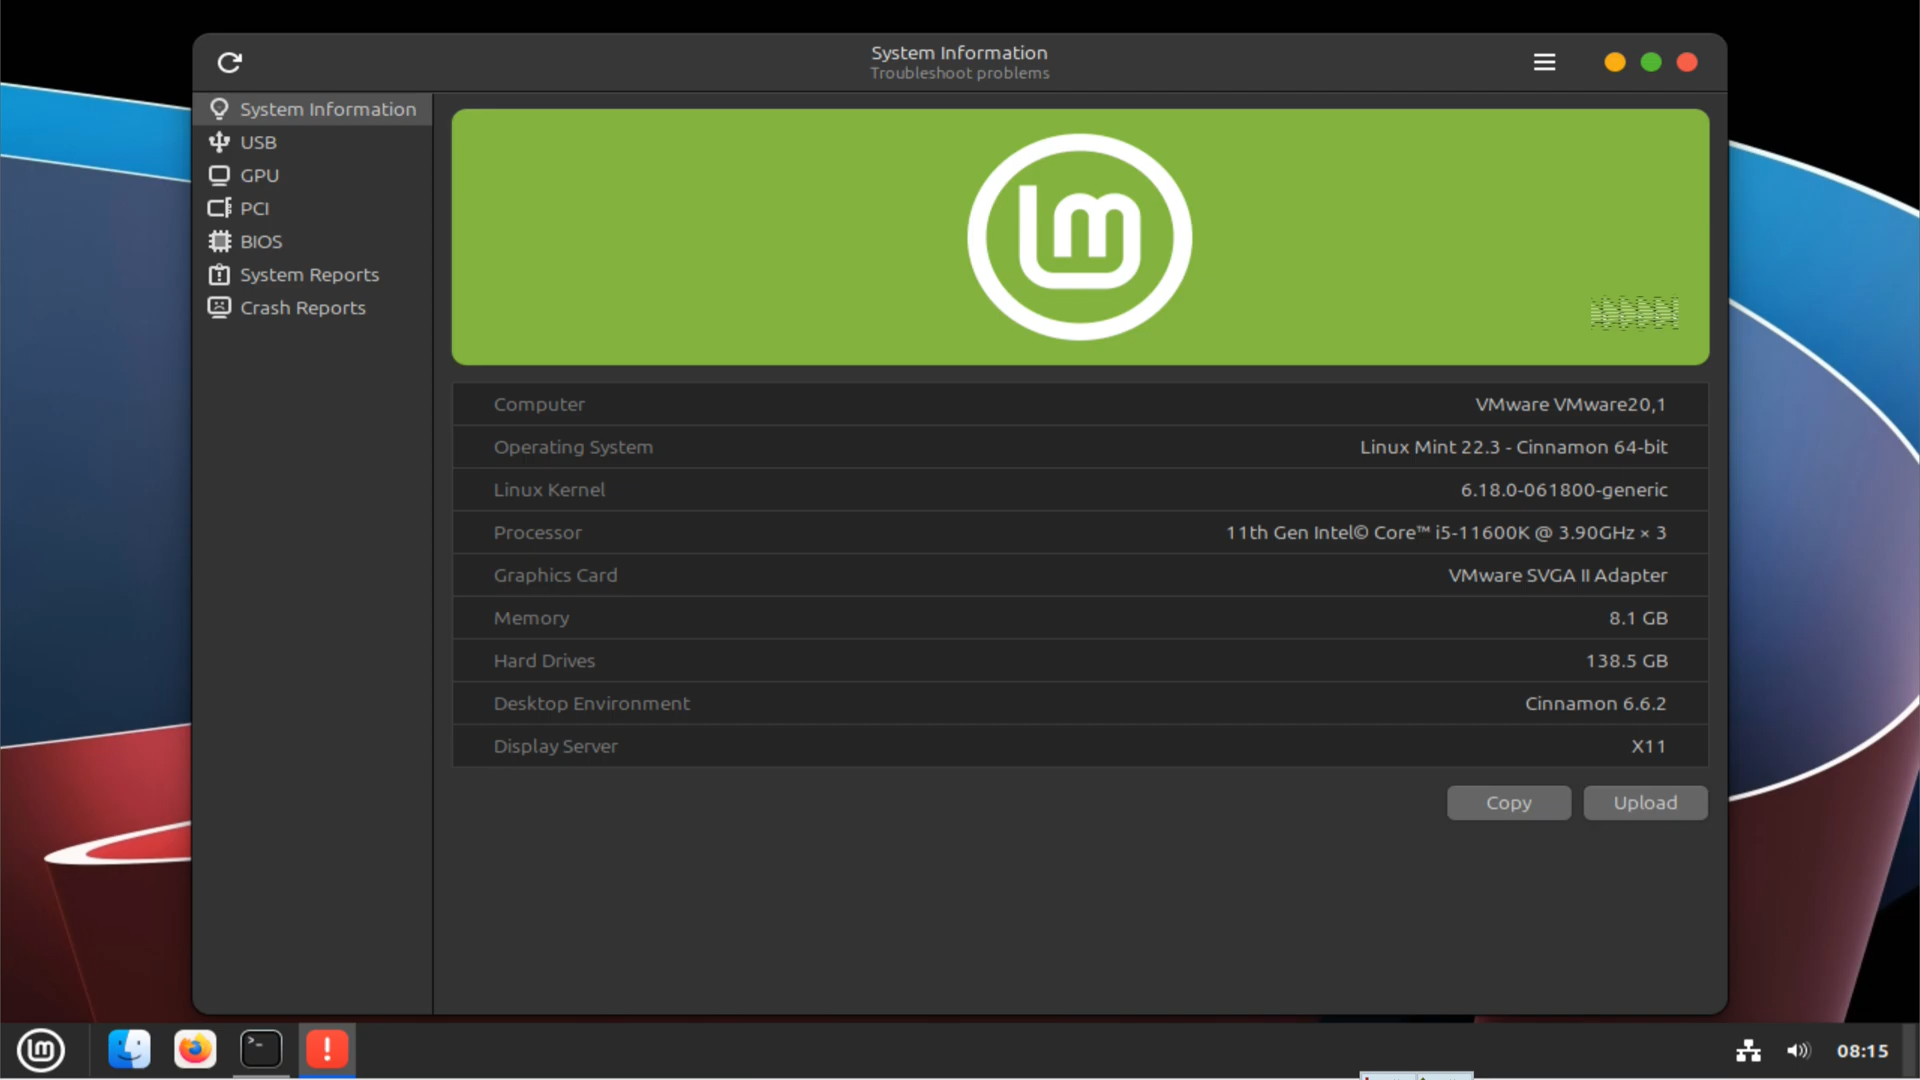 System Information
Troubleshoot problems
System Information
USB
GPU
PCI
BIOS
System Reports
Crash Reports
lm
Computer VMware VMware20,1
Operating System Linux Mint 22.3 - Cinnamon 64-bit
Linux Kernel 6.18.0-061800-generic
Processor 11th Gen Intel© Core™ i5-11600K @ 3.90GHz × 3
Graphics Card VMware SVGA II Adapter
Memory 8.1 GB
Hard Drives 138.5 GB
Desktop Environment Cinnamon 6.6.2
Display Server X11
Copy Upload
08:15